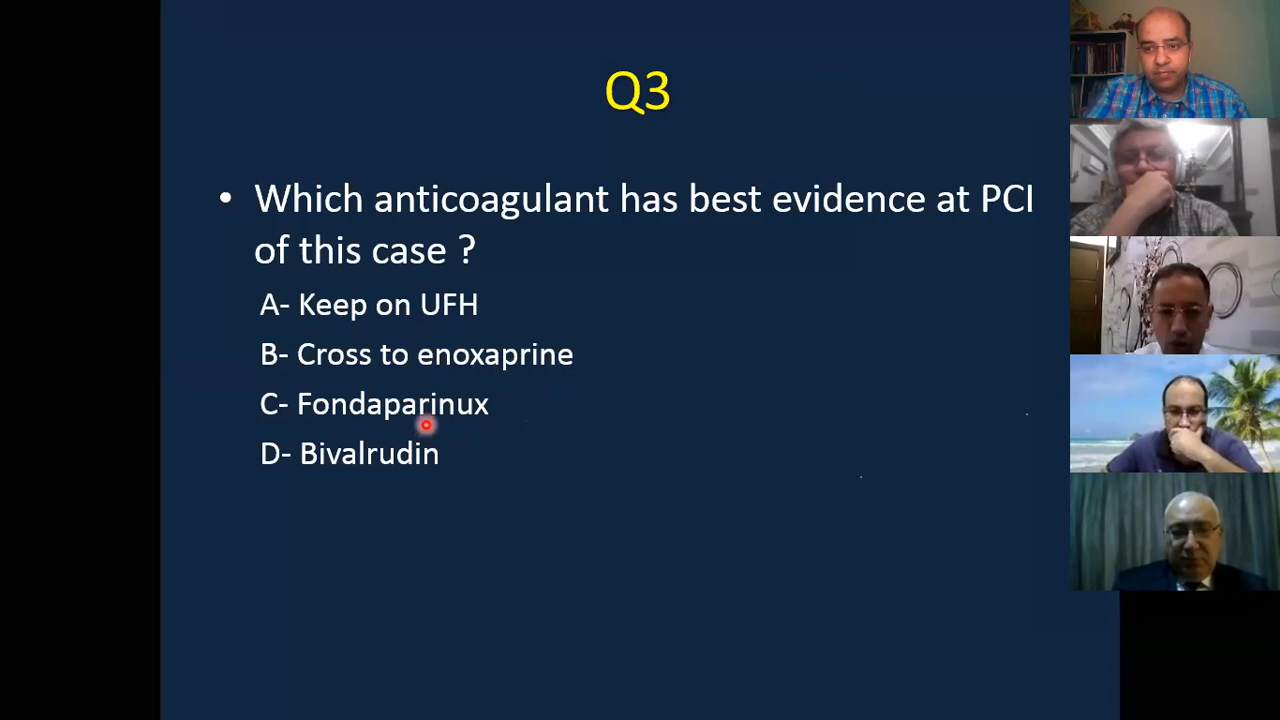 Q3
• Which anticoagulant has best evidence at PCI
of this case ?
A- Keep on UFH
B- Cross to enoxaprine
C- Fondaparinux
D- Bivalrudin